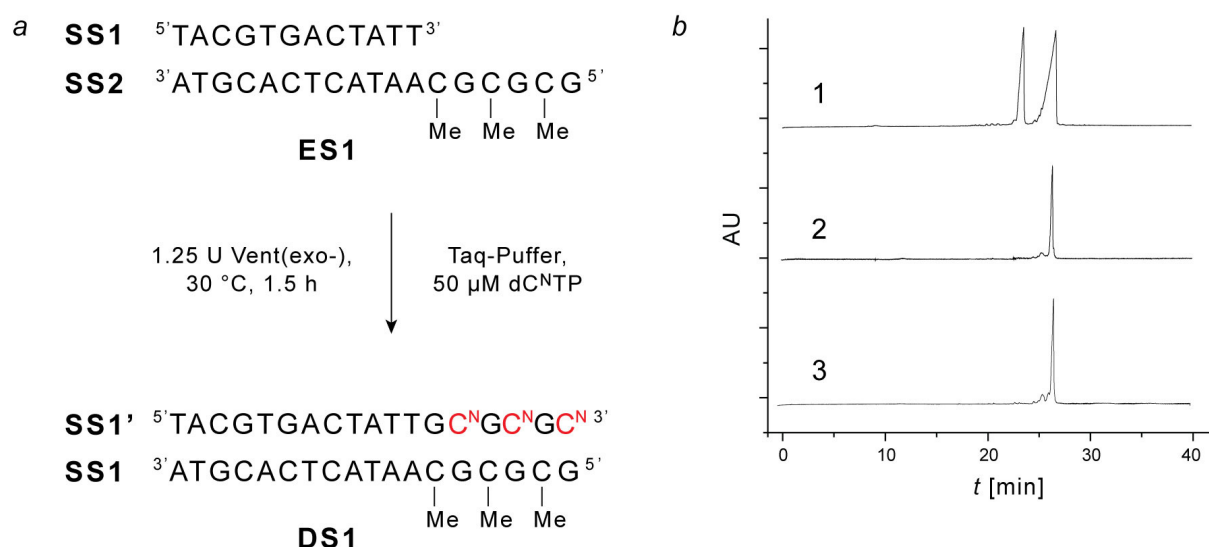 a
SS1 5'TACGTGACTATT3'
SS2 3'ATGCACTCATAACGCGCG5'
Me Me Me
ES1
1.25 U Vent(exo-),
30 °C, 1.5 h
Taq-Puffer,
50 µM dCᴺTP
SS1' 5'TACGTGACTATTGCᴺGCᴺGCᴺ3'
SS1 3'ATGCACTCATAACGCGCG5'
Me Me Me
DS1
b
1
2
3
AU
0 10 20 30 40
t [min]